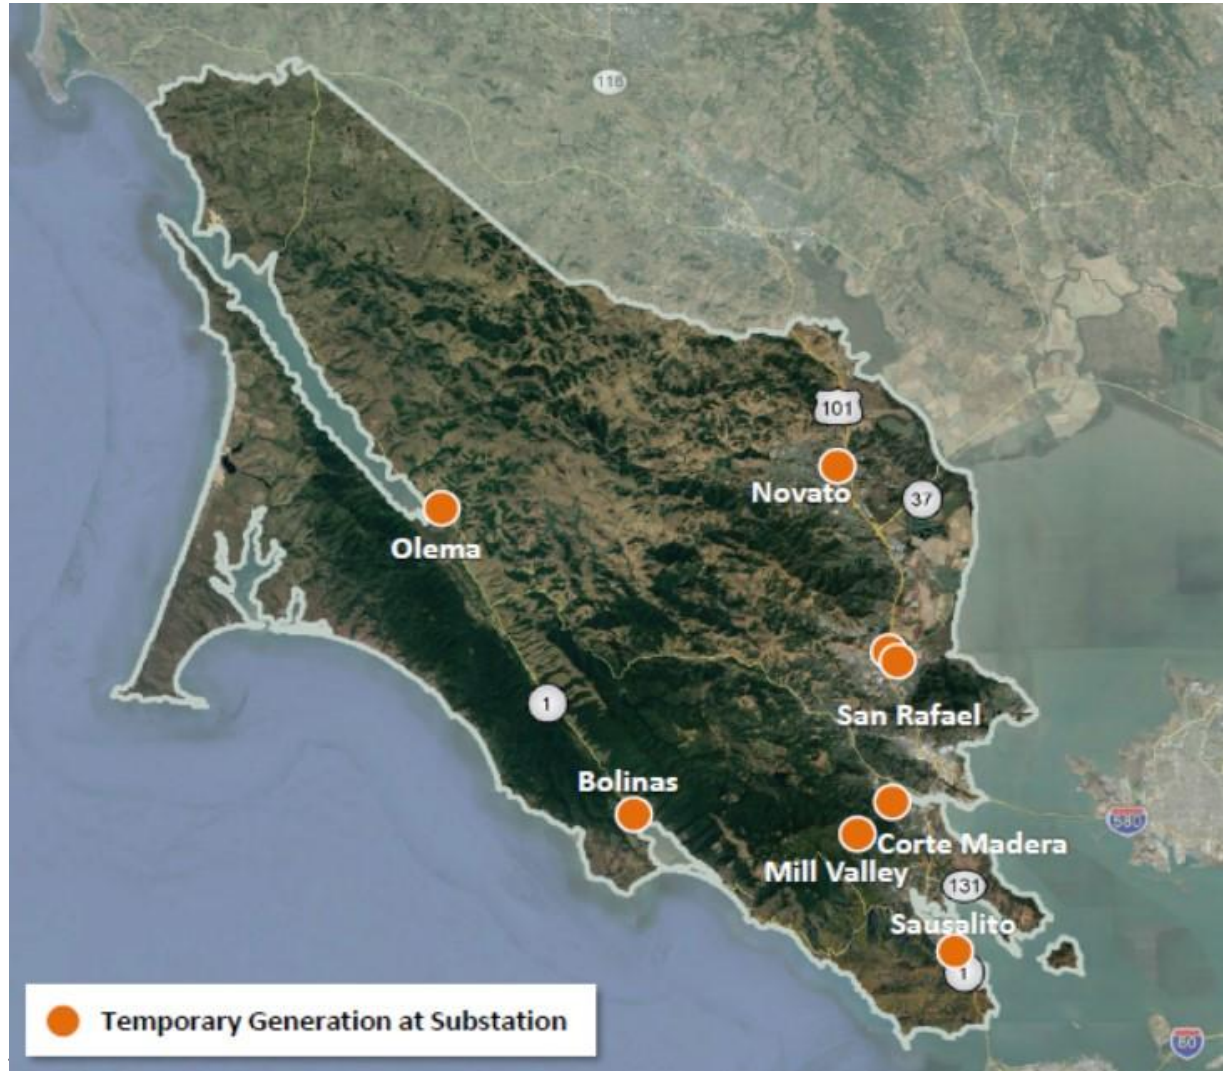 116
101
Novato
37
Olema
San Rafael
1
Bolinas
580
Corte Madera
Mill Valley
131
Sausalito
1
Temporary Generation at Substation
80